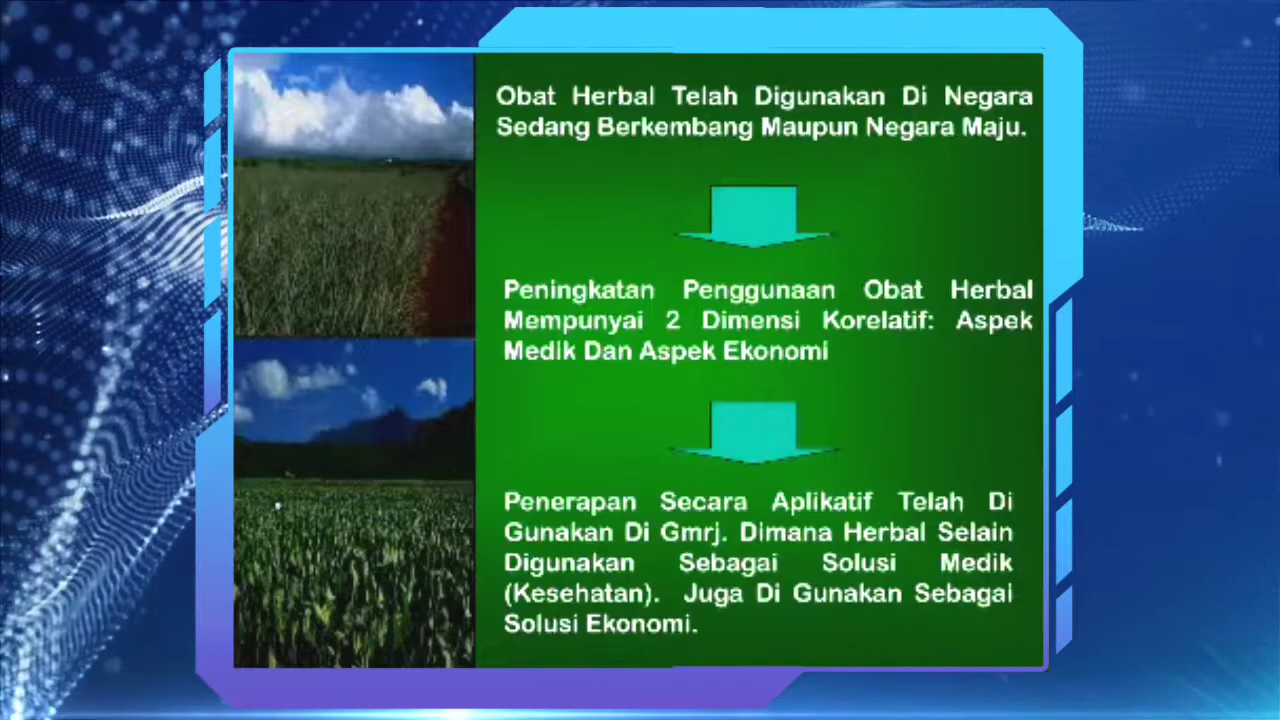 Obat Herbal Telah Digunakan Di Negara
Sedang Berkembang Maupun Negara Maju.
Peningkatan Penggunaan Obat Herbal
Mempunyai 2 Dimensi Korelatif: Aspek
Medik Dan Aspek Ekonomi
Penerapan Secara Aplikatif Telah Di
Gunakan Di Gmrj. Dimana Herbal Selain
Digunakan Sebagai Solusi Medik
(Kesehatan). Juga Di Gunakan Sebagai
Solusi Ekonomi.